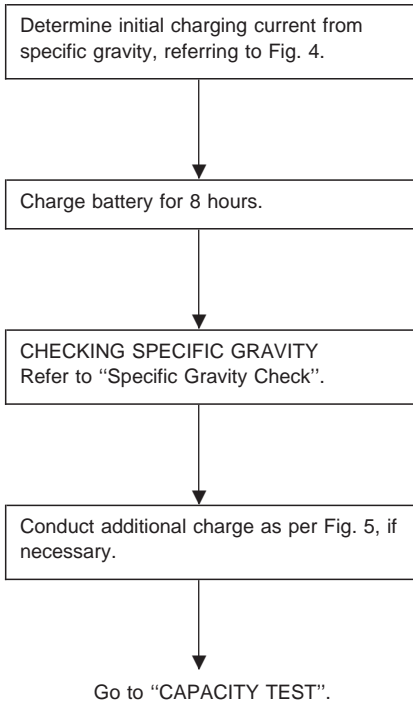 Determine initial charging current from
specific gravity, referring to Fig. 4.
Charge battery for 8 hours.
CHECKING SPECIFIC GRAVITY
Refer to “Specific Gravity Check”.
Conduct additional charge as per Fig. 5, if
necessary.
Go to “CAPACITY TEST”.